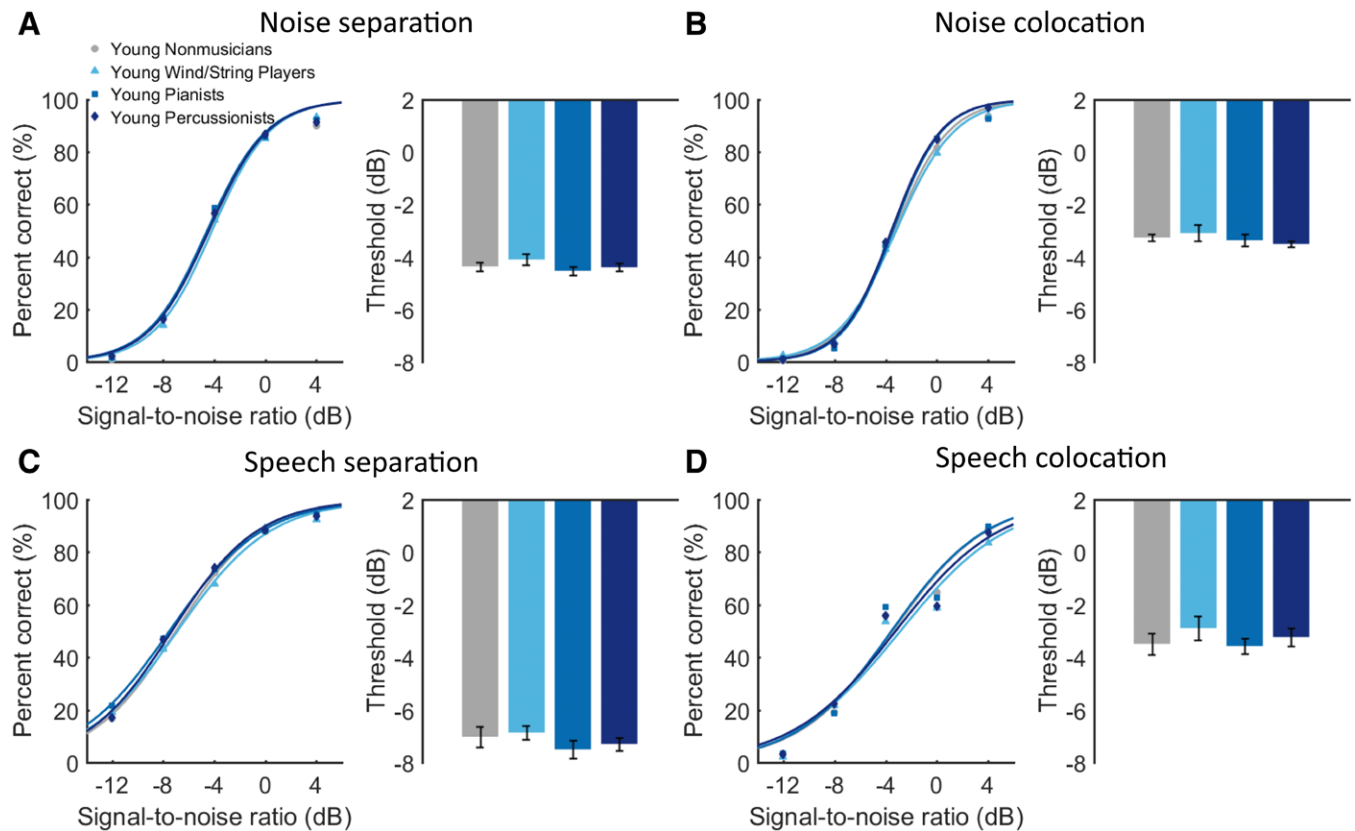 A
Noise separation
Young Nonmusicians
Young Wind/String Players
Young Pianists
Young Percussionists
100
80
60
40
20
0
Percent correct (%)
-12 -8 -4 0 4
Signal-to-noise ratio (dB)
2
0
-2
-4
-6
-8
Threshold (dB)
B
Noise colocation
100
80
60
40
20
0
Percent correct (%)
-12 -8 -4 0 4
Signal-to-noise ratio (dB)
2
0
-2
-4
-6
-8
Threshold (dB)
C
Speech separation
100
80
60
40
20
0
Percent correct (%)
-12 -8 -4 0 4
Signal-to-noise ratio (dB)
2
0
-2
-4
-6
-8
Threshold (dB)
D
Speech colocation
100
80
60
40
20
0
Percent correct (%)
-12 -8 -4 0 4
Signal-to-noise ratio (dB)
2
0
-2
-4
-6
-8
Threshold (dB)